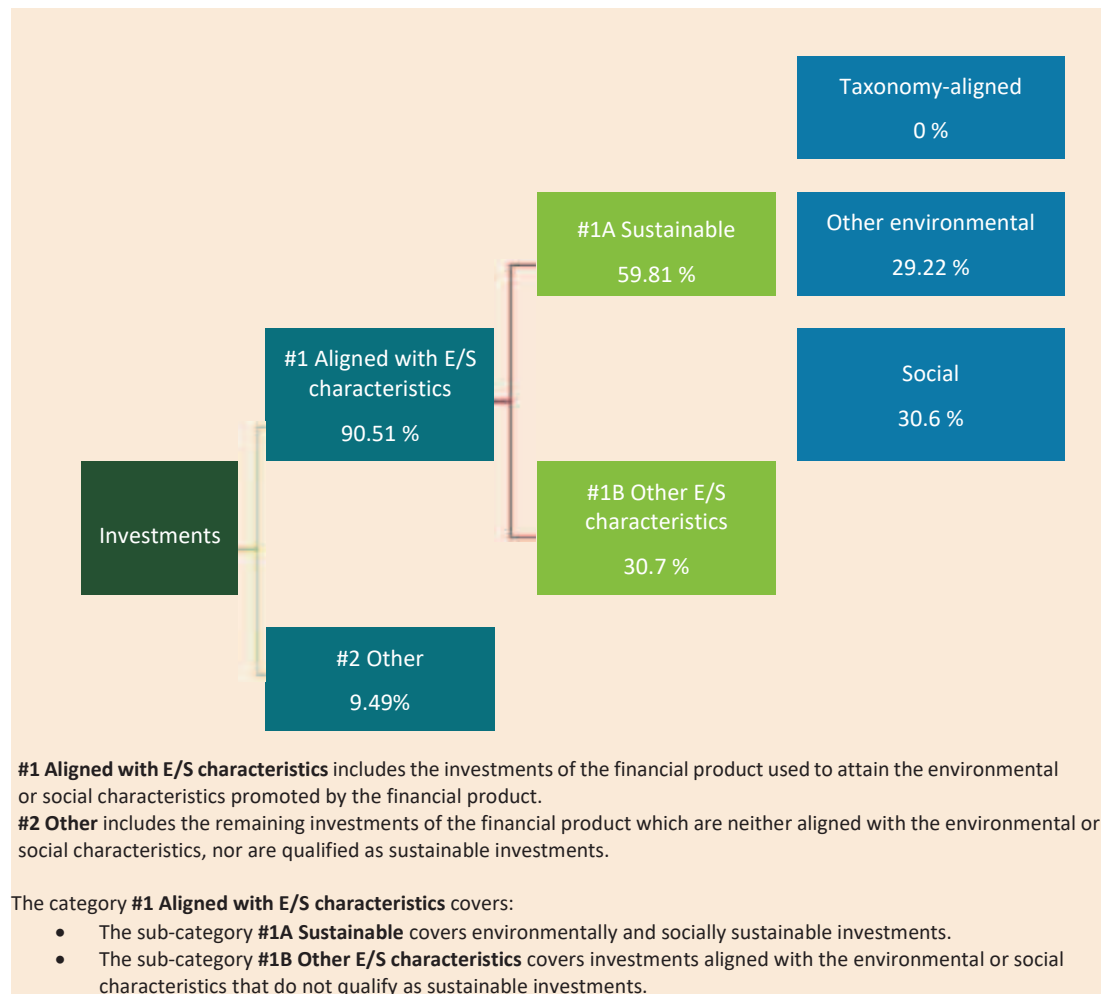 Taxonomy-aligned
0 %
#1A Sustainable
59.81 %
Other environmental
29.22 %
#1 Aligned with E/S
characteristics
90.51 %
Social
30.6 %
Investments
#1B Other E/S
characteristics
30.7 %
#2 Other
9.49%
#1 Aligned with E/S characteristics includes the investments of the financial product used to attain the environmental
or social characteristics promoted by the financial product.
#2 Other includes the remaining investments of the financial product which are neither aligned with the environmental or
social characteristics, nor are qualified as sustainable investments.
The category #1 Aligned with E/S characteristics covers:
• The sub-category #1A Sustainable covers environmentally and socially sustainable investments.
• The sub-category #1B Other E/S characteristics covers investments aligned with the environmental or social
characteristics that do not qualify as sustainable investments.